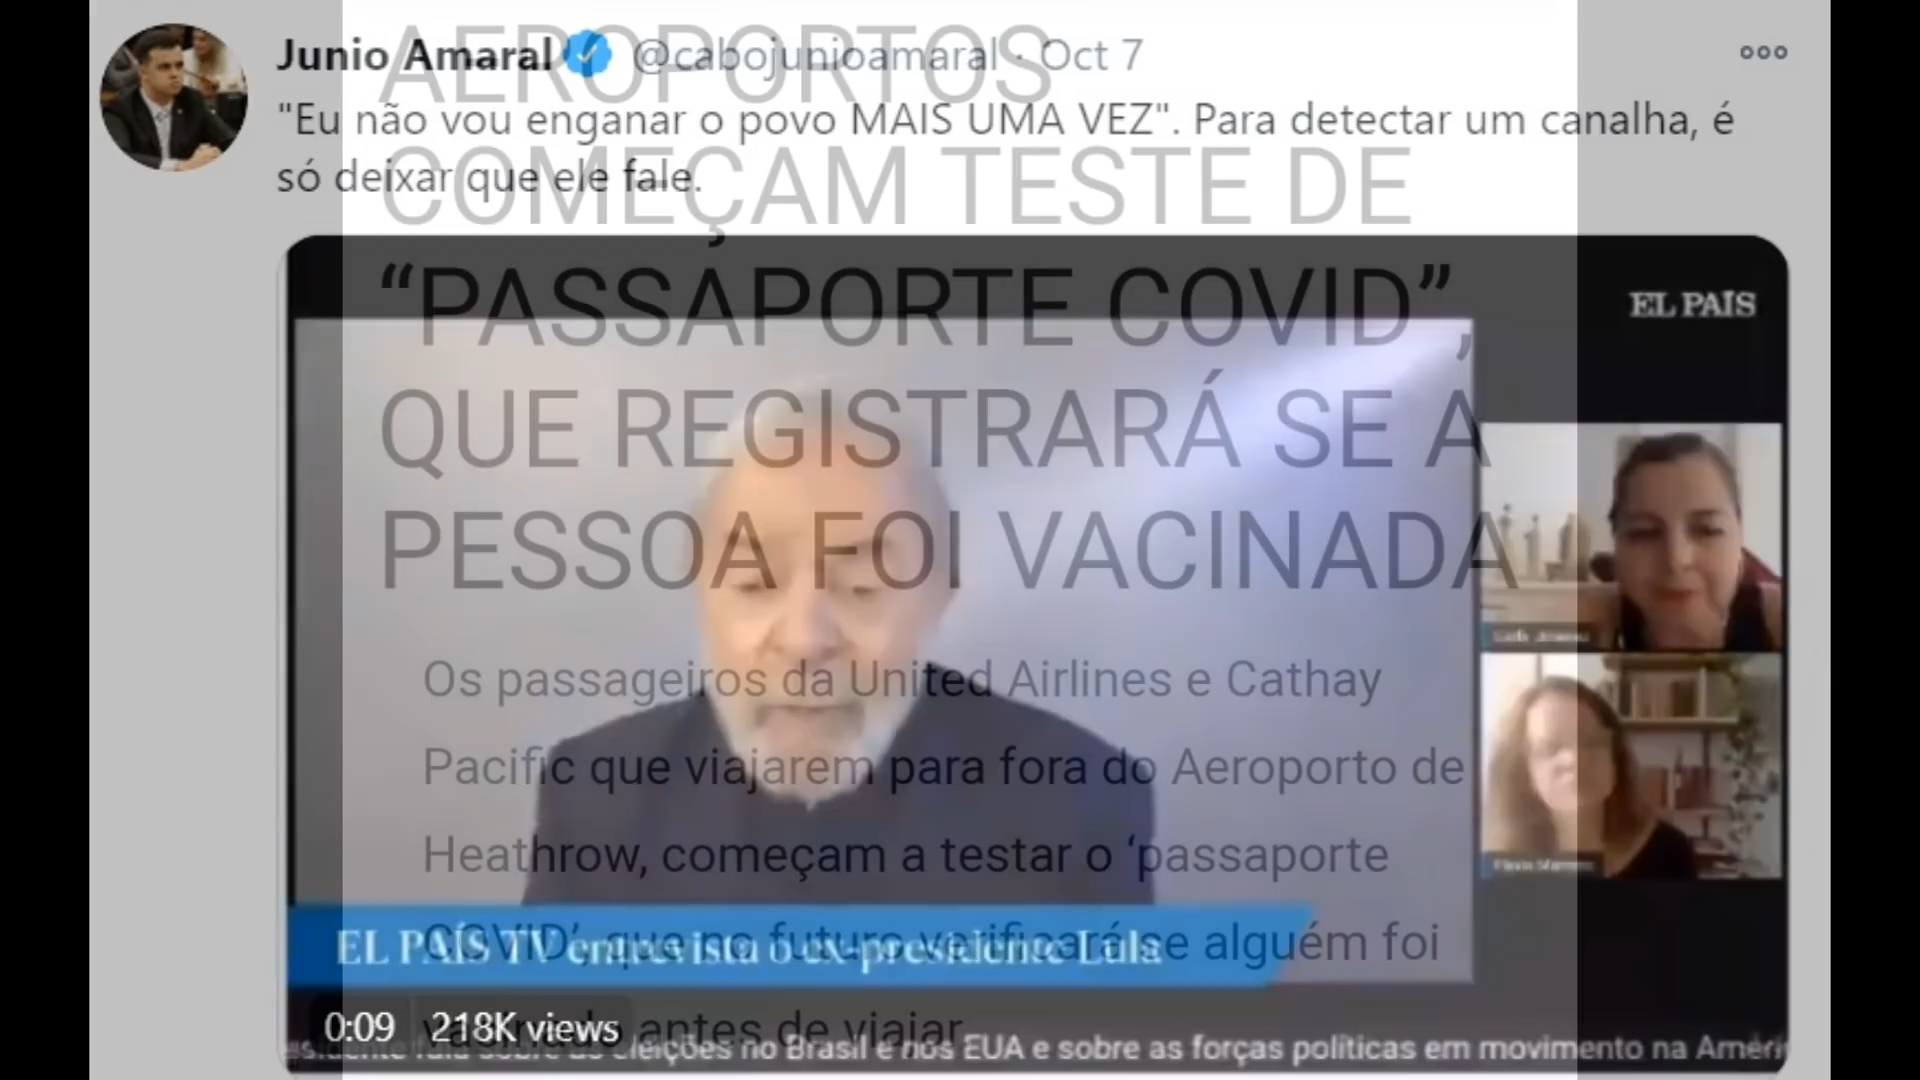 Junio Amaral @cabojunioamaral · Oct 7
"Eu não vou enganar o povo MAIS UMA VEZ". Para detectar um canalha, é
só deixar que ele fale.
AEROPORTOS
COMEÇAM TESTE DE
“PASSAPORTE COVID”,
QUE REGISTRARÁ SE A
PESSOA FOI VACINADA
EL PAÍS
Os passageiros da United Airlines e Cathay
Pacific que viajarem para fora do Aeroporto de
Heathrow, começam a testar o ‘passaporte
COVID’, que no futuro verificará se alguém foi
antes de viajar
EL PAÍS TV entrevista o ex-presidente Lula
0:09 218K views
fala sobre as eleições no Brasil e nos EUA e sobre as forças políticas em movimento na Améri